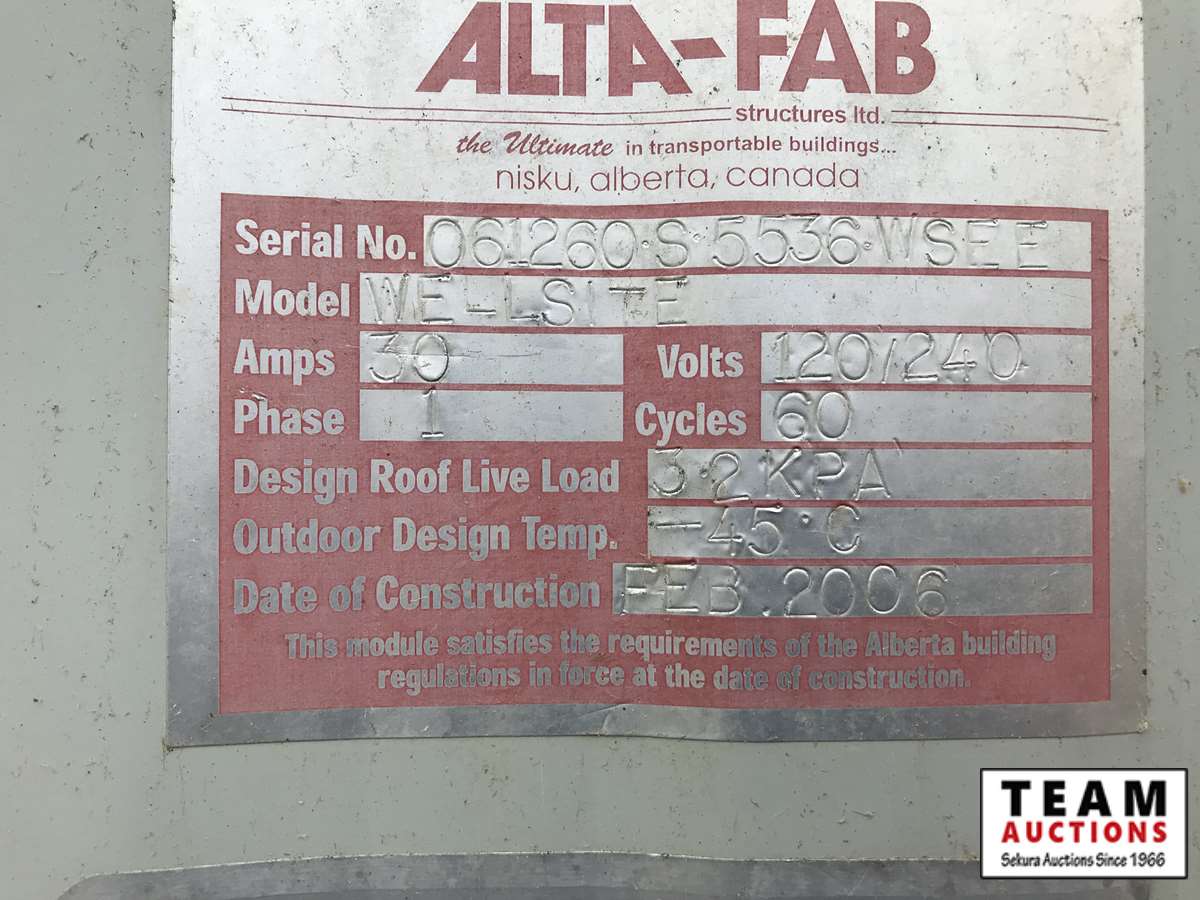 ALTA-FAB
structures ltd.
the Ultimate in transportable buildings...
nisku, alberta, canada
Serial No. 061260·S·5536·WSEE
Model WE-LSITE
Amps 30 Volts 120/240
Phase 1 Cycles 60
Design Roof Live Load 3·2KPA
Outdoor Design Temp. -45°C
Date of Construction FEB.2006
This module satisfies the requirements of the Alberta building
regulations in force at the date of construction.
TEAM
AUCTIONS
Sekura Auctions Since 1966